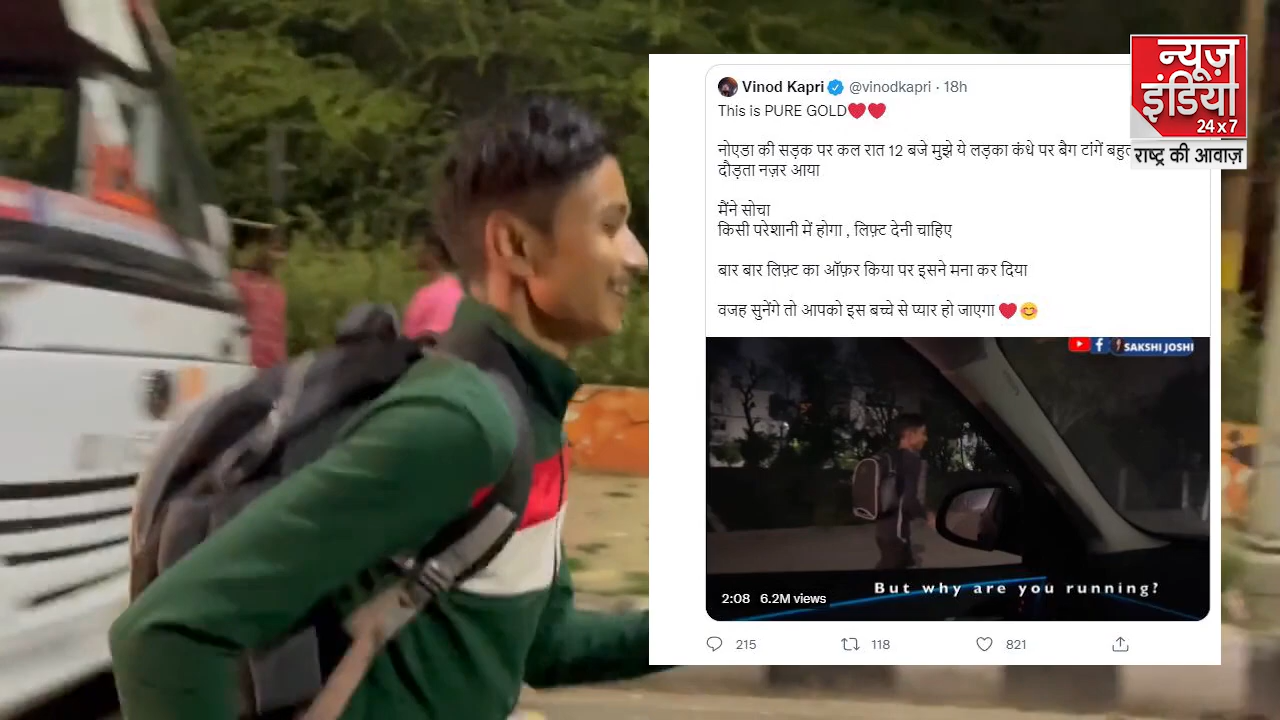 न्यूज़
इंडिया
24x7
राष्ट्र की आवाज़
Vinod Kapri @vinodkapri · 18h
This is PURE GOLD❤️❤️
नोएडा की सड़क पर कल रात 12 बजे मुझे ये लड़का कंधे पर बैग टांगें
दौड़ता नज़र आया
मैंने सोचा
किसी परेशानी में होगा , लिफ़्ट देनी चाहिए
बार बार लिफ़्ट का ऑफ़र किया पर इसने मना कर दिया
वजह सुनेंगे तो आपको इस बच्चे से प्यार हो जाएगा ❤️😊
SAKSHI JOSHI
But why are you running?
2:08 6.2M views
215 118 821